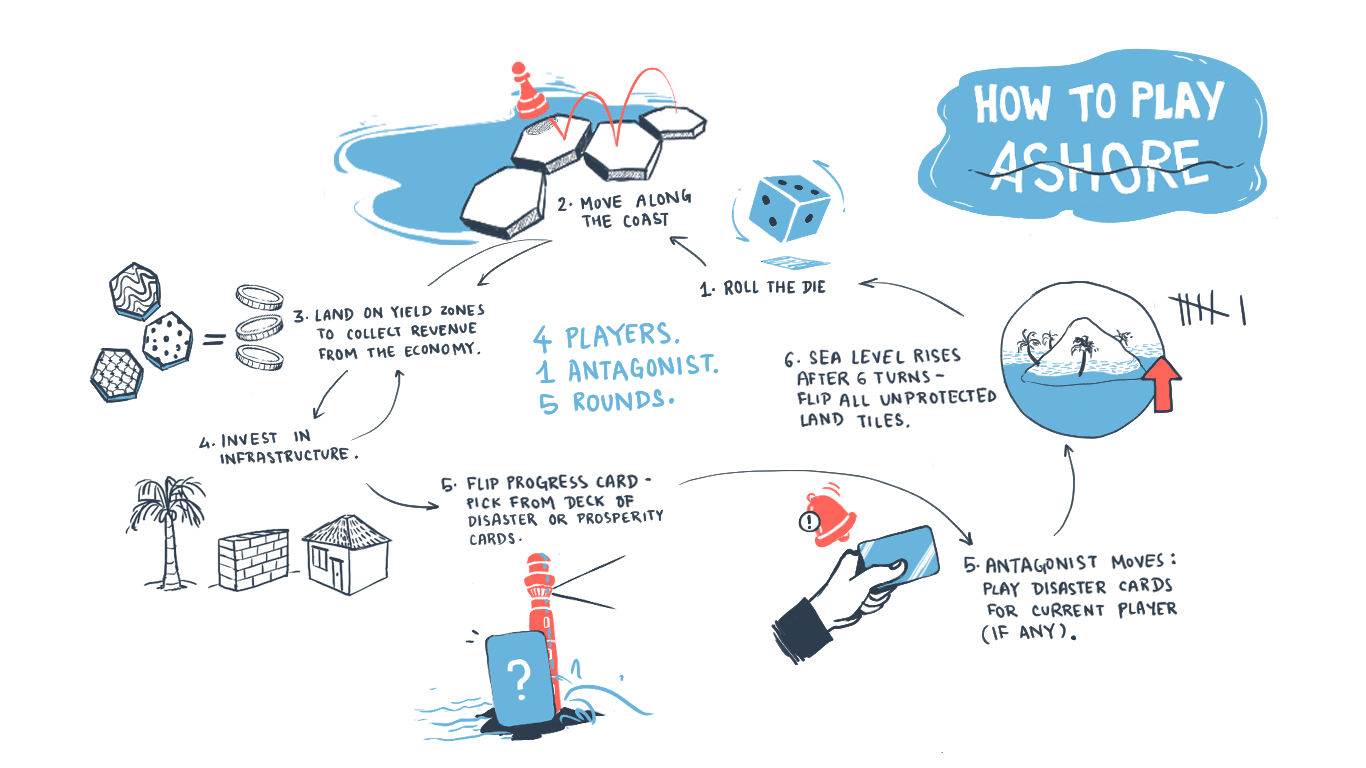 HOW TO PLAY
ASHORE
1. ROLL THE DIE
2. MOVE ALONG
THE COAST
3. LAND ON YIELD ZONES
TO COLLECT REVENUE
FROM THE ECONOMY.
=
4. INVEST IN
INFRASTRUCTURE.
5. FLIP PROGRESS CARD -
PICK FROM DECK OF
DISASTER OR PROSPERITY
CARDS.
?
5. ANTAGONIST MOVES:
PLAY DISASTER CARDS
FOR CURRENT PLAYER
(IF ANY).
!
6. SEA LEVEL RISES
AFTER 6 TURNS -
FLIP ALL UNPROTECTED
LAND TILES.
4 PLAYERS.
1 ANTAGONIST.
5 ROUNDS.